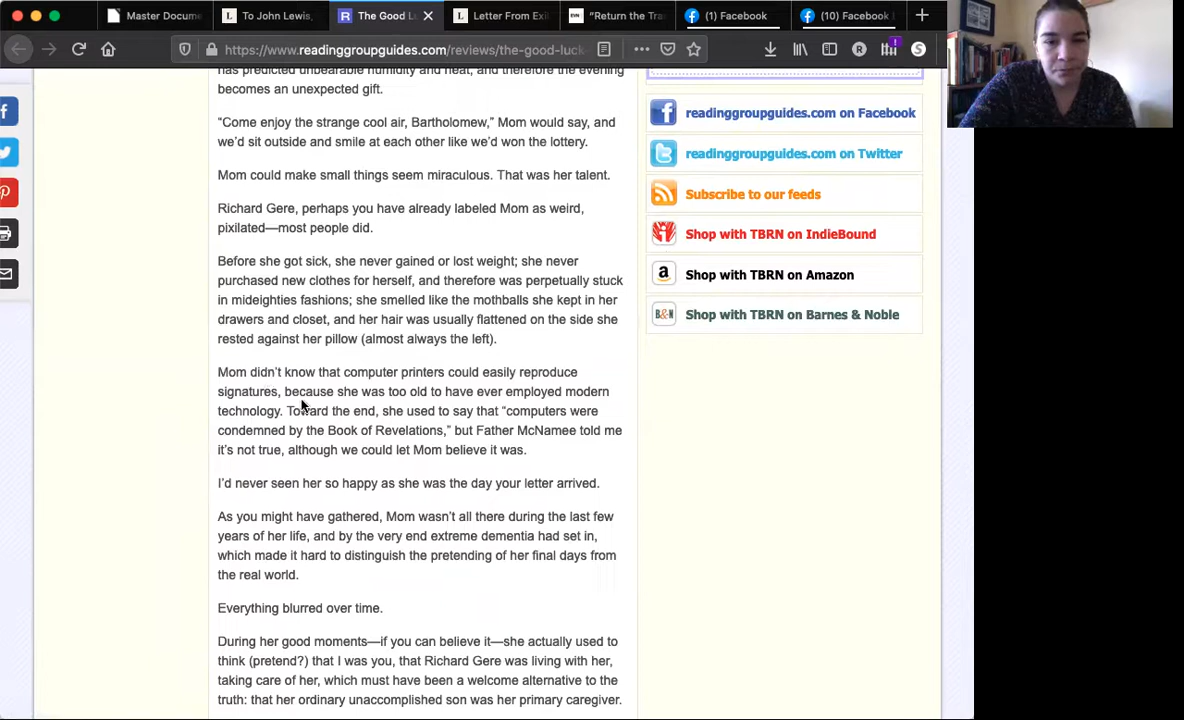 Master Docume
To John Lewis,
The Good L
Letter From Exi
"Return the Tra
(1) Facebook
(10) Facebook
https://www.readinggroupguides.com/reviews/the-good-luck
has predicted unbearable humidity and heat, and therefore the evening
becomes an unexpected gift.
“Come enjoy the strange cool air, Bartholomew,” Mom would say, and
we’d sit outside and smile at each other like we’d won the lottery.
Mom could make small things seem miraculous. That was her talent.
Richard Gere, perhaps you have already labeled Mom as weird,
pixilated—most people did.
Before she got sick, she never gained or lost weight; she never
purchased new clothes for herself, and therefore was perpetually stuck
in mideighties fashions; she smelled like the mothballs she kept in her
drawers and closet, and her hair was usually flattened on the side she
rested against her pillow (almost always the left).
Mom didn’t know that computer printers could easily reproduce
signatures, because she was too old to have ever employed modern
technology. Toward the end, she used to say that “computers were
condemned by the Book of Revelations,” but Father McNamee told me
it’s not true, although we could let Mom believe it was.
I’d never seen her so happy as she was the day your letter arrived.
As you might have gathered, Mom wasn’t all there during the last few
years of her life, and by the very end extreme dementia had set in,
which made it hard to distinguish the pretending of her final days from
the real world.
Everything blurred over time.
During her good moments—if you can believe it—she actually used to
think (pretend?) that I was you, that Richard Gere was living with her,
taking care of her, which must have been a welcome alternative to the
truth: that her ordinary unaccomplished son was her primary caregiver.
readinggroupguides.com on Facebook
readinggroupguides.com on Twitter
Subscribe to our feeds
Shop with TBRN on IndieBound
Shop with TBRN on Amazon
B&N
Shop with TBRN on Barnes & Noble